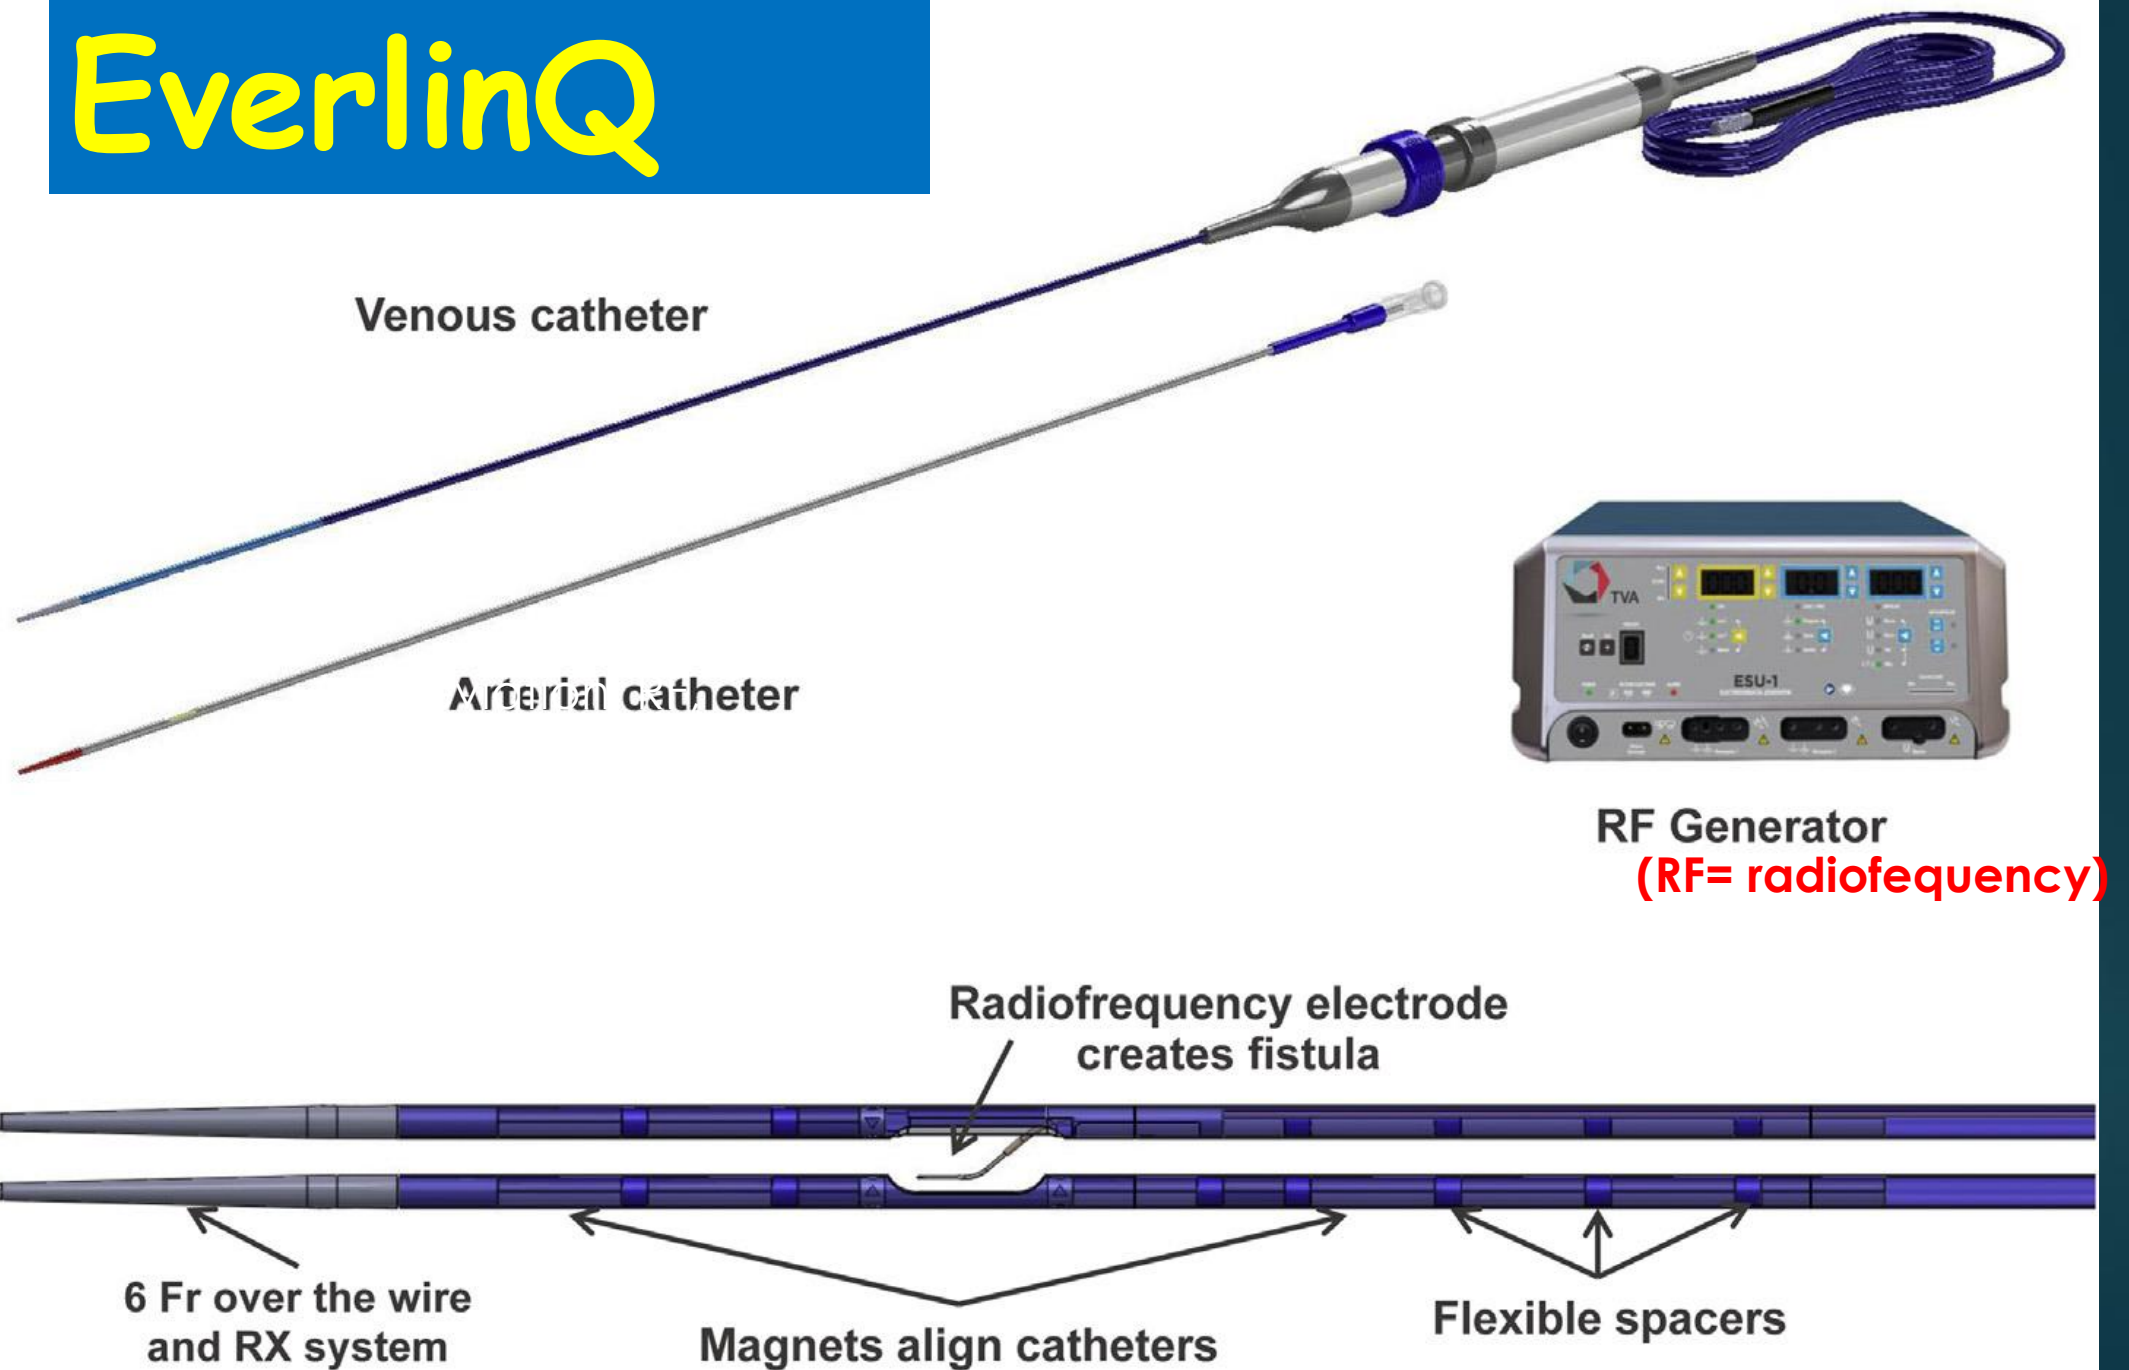 EverlinQ
Venous catheter
Arterial catheter
TVA
ESU-1
RF Generator
(RF= radiofequency)
Radiofrequency electrode
creates fistula
6 Fr over the wire
and RX system
Magnets align catheters
Flexible spacers